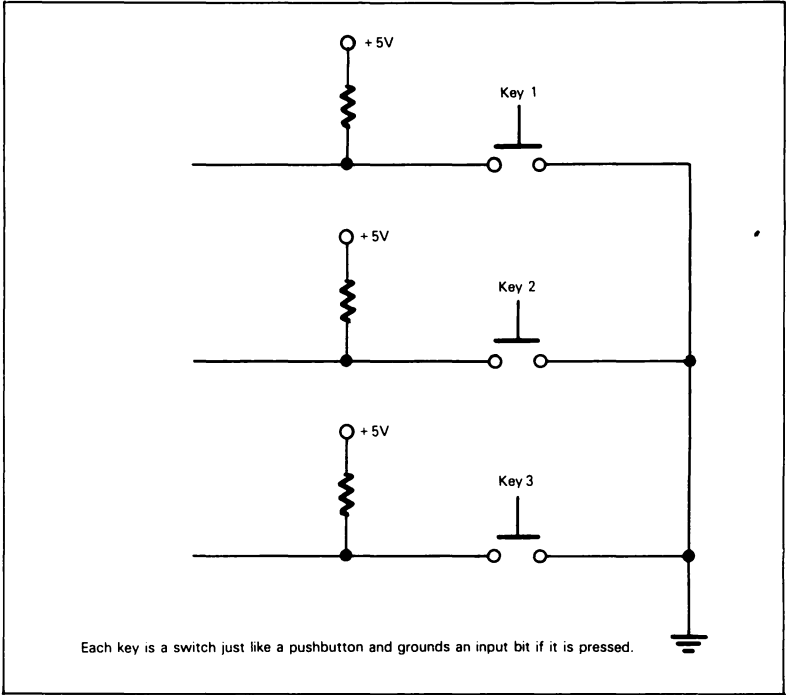 + 5V
Key 1
+ 5V
Key 2
+ 5V
Key 3
Each key is a switch just like a pushbutton and grounds an input bit if it is pressed.